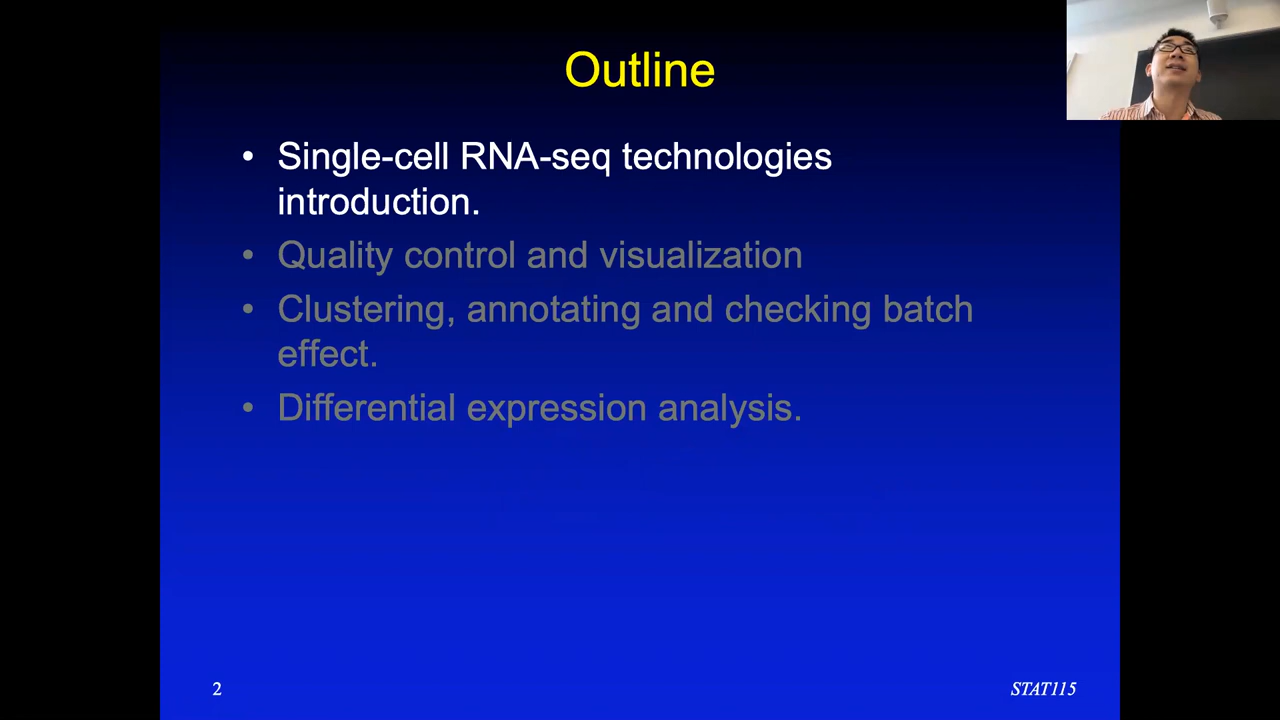 Outline
• Single-cell RNA-seq technologies
introduction.
• Quality control and visualization
• Clustering, annotating and checking batch
effect.
• Differential expression analysis.
2
STAT115